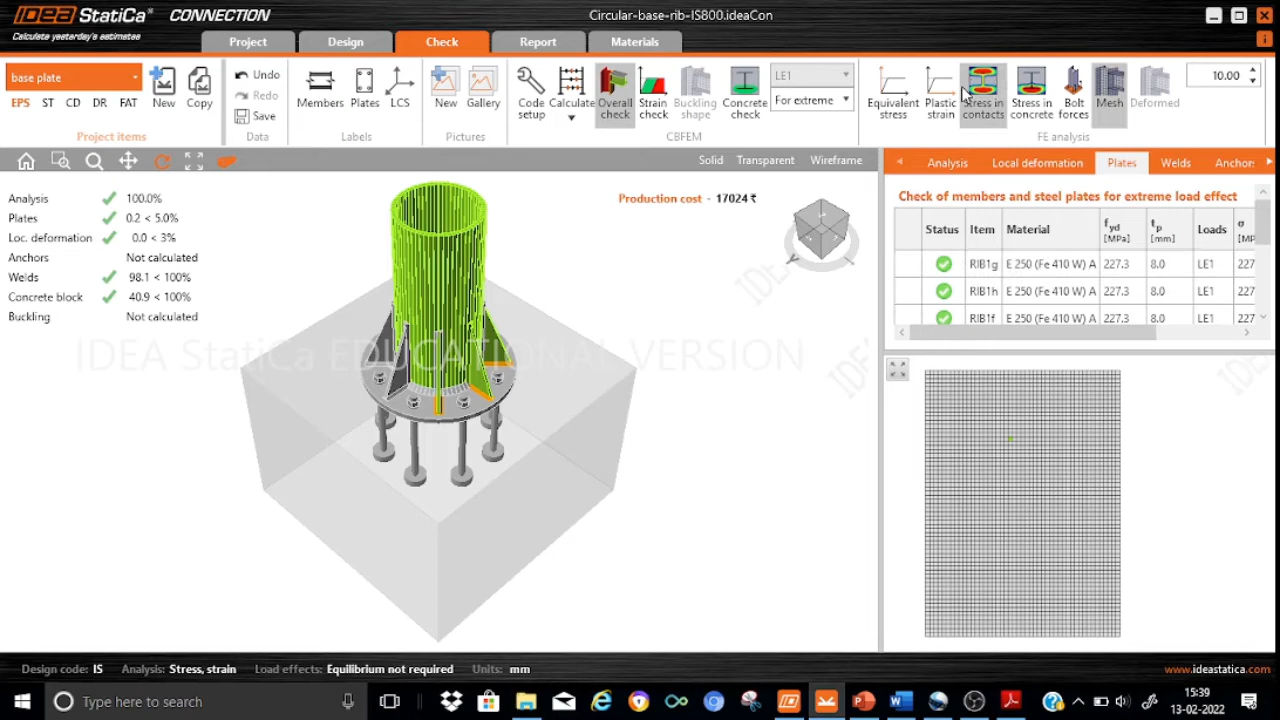 IDEA StatiCa® CONNECTION
Calculate yesterday's estimates
Circular-base-rib-IS800.ideaCon
Project Design Check Report Materials
base plate
EPS ST CD DR FAT
New Copy
Project items
Undo
Redo
Save
Data
Members Plates LCS
Labels
New Gallery
Pictures
Code setup
Calculate
Overall check
Strain check
Buckling shape
Concrete check
LE1
For extreme
CBFEM
Equivalent stress
Plastic strain
Stress in contacts
Stress in concrete
Bolt forces
Mesh
Deformed
10.00
FE analysis
Solid Transparent Wireframe
Analysis 100.0%
Plates 0.2 < 5.0%
Loc. deformation 0.0 < 3%
Anchors Not calculated
Welds 98.1 < 100%
Concrete block 40.9 < 100%
Buckling Not calculated
Production cost - 17024 ₹
IDEA StatiCa EDUCATIONAL VERSION
Analysis Local deformation Plates Welds Anchors
Check of members and steel plates for extreme load effect
Status Item Material fyd [MPa] tp [mm] Loads σ [MP
RIB1g E 250 (Fe 410 W) A 227.3 8.0 LE1 227
RIB1h E 250 (Fe 410 W) A 227.3 8.0 LE1 227
RIB1f E 250 (Fe 410 W) A 227.3 8.0 LE1 227
Design code: IS Analysis: Stress, strain Load effects: Equilibrium not required Units: mm
www.ideastatica.com
Type here to search
15:39
13-02-2022